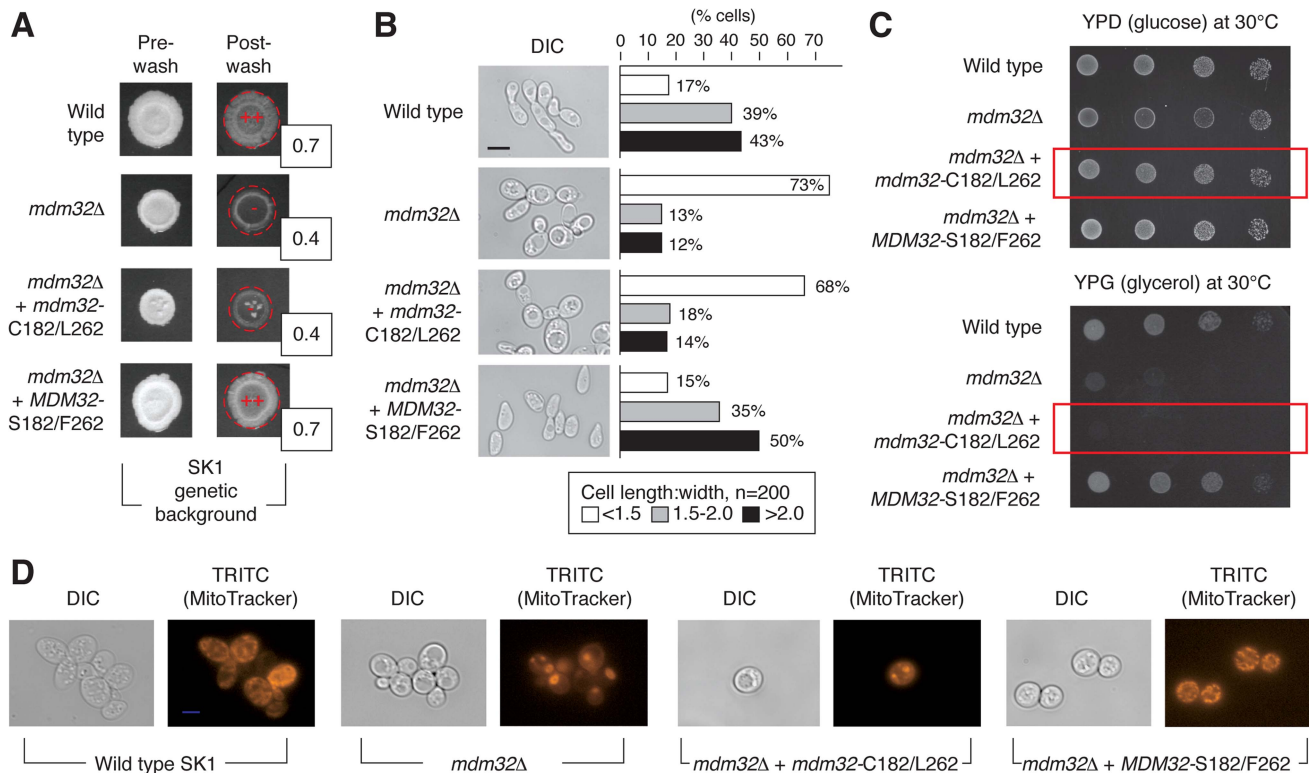 A
Pre-
wash
Post-
wash
Wild
type
++
0.7
mdm32Δ
-
0.4
mdm32Δ
+ mdm32-
C182/L262
0.4
mdm32Δ
+ MDM32-
S182/F262
++
0.7
SK1
genetic
background
B
DIC
(% cells)
0 10 20 30 40 50 60 70
Wild type
17%
39%
43%
mdm32Δ
73%
13%
12%
mdm32Δ
+ mdm32-
C182/L262
68%
18%
14%
mdm32Δ
+ MDM32-
S182/F262
15%
35%
50%
Cell length:width, n=200
<1.5 1.5-2.0 >2.0
C
YPD (glucose) at 30°C
Wild type
mdm32Δ
mdm32Δ +
mdm32-C182/L262
mdm32Δ +
MDM32-S182/F262
YPG (glycerol) at 30°C
Wild type
mdm32Δ
mdm32Δ +
mdm32-C182/L262
mdm32Δ +
MDM32-S182/F262
D
DIC
TRITC
(MitoTracker)
Wild type SK1
DIC
TRITC
(MitoTracker)
mdm32Δ
DIC
TRITC
(MitoTracker)
mdm32Δ + mdm32-C182/L262
DIC
TRITC
(MitoTracker)
mdm32Δ + MDM32-S182/F262